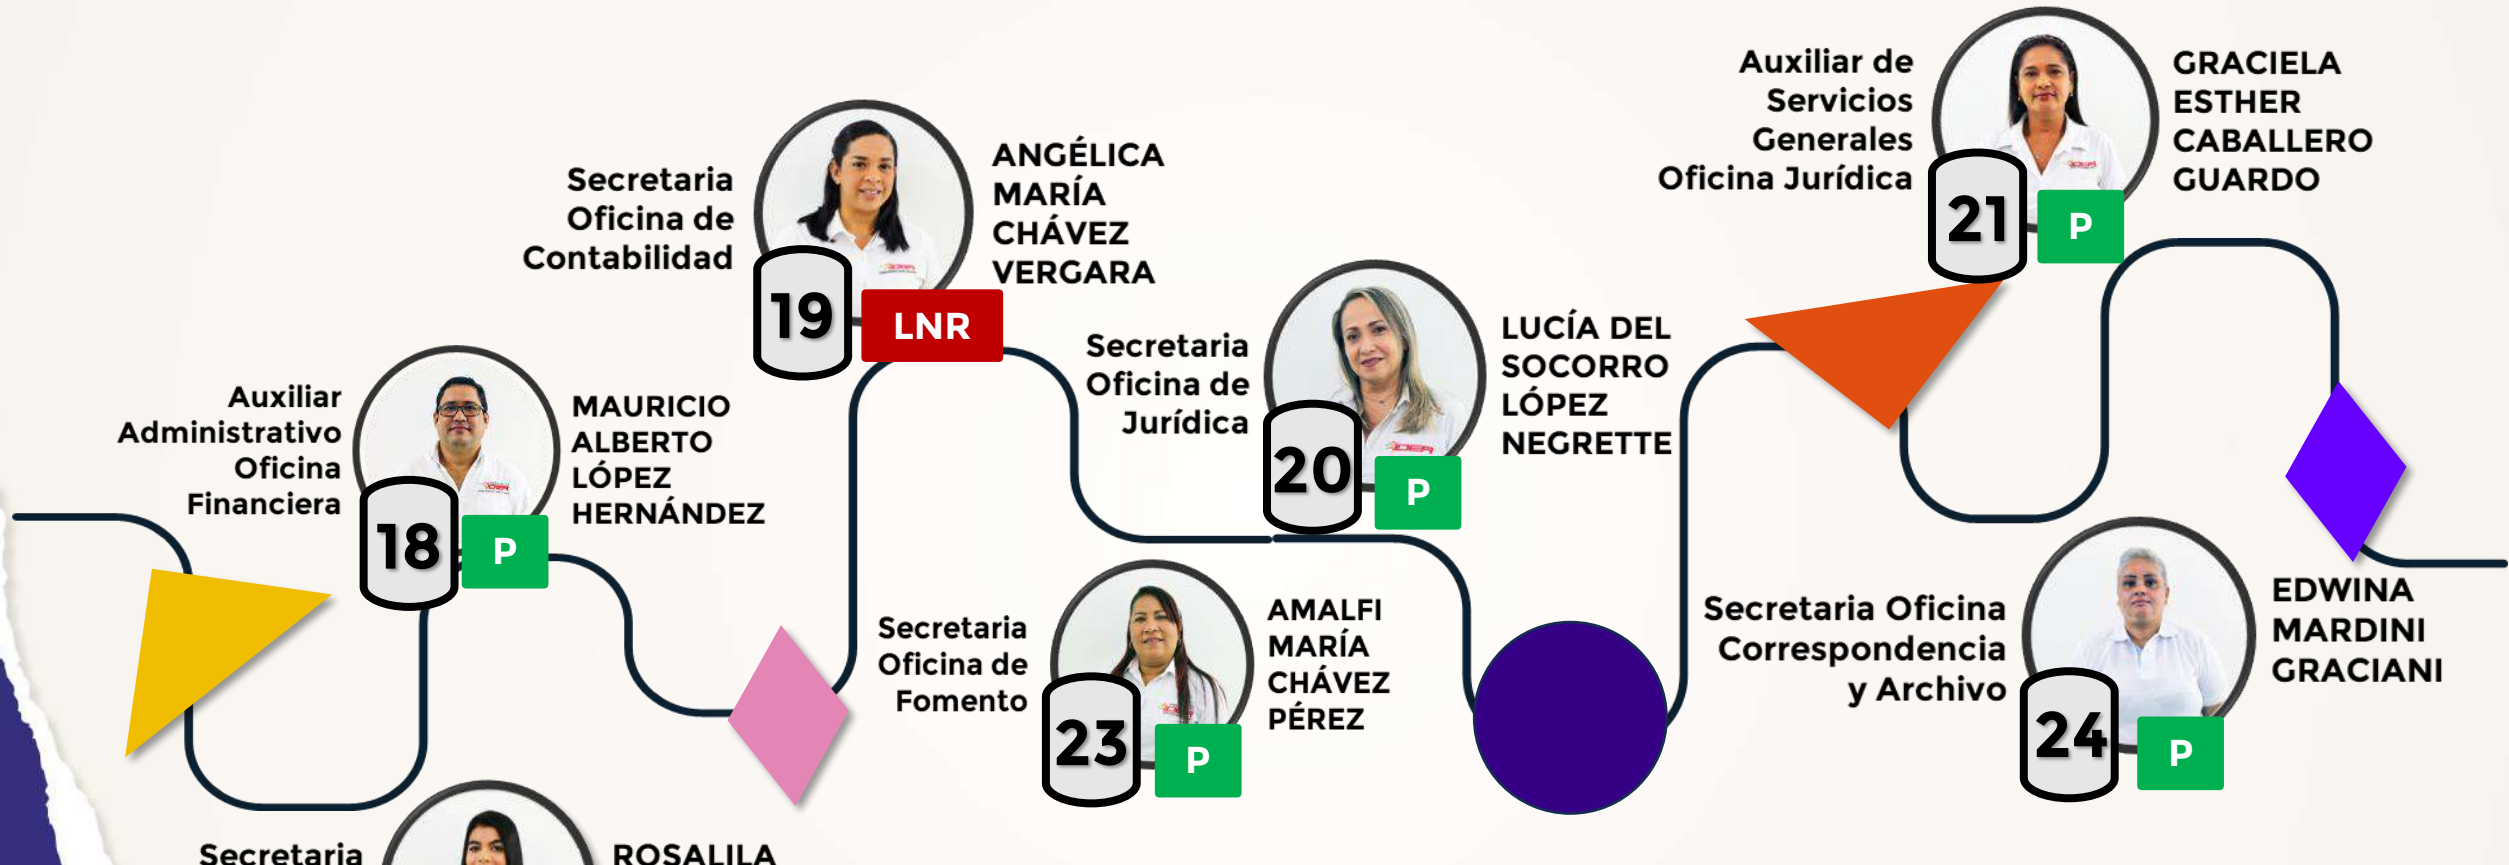 Auxiliar
Administrativo
Oficina
Financiera
18
P
MAURICIO
ALBERTO
LÓPEZ
HERNÁNDEZ
Secretaria
Oficina de
Contabilidad
19
LNR
ANGÉLICA
MARÍA
CHÁVEZ
VERGARA
Secretaria
Oficina de
Jurídica
20
P
LUCÍA DEL
SOCORRO
LÓPEZ
NEGRETTE
Auxiliar de
Servicios
Generales
Oficina Jurídica
21
P
GRACIELA
ESTHER
CABALLERO
GUARDO
Secretaria
Oficina de
Fomento
23
P
AMALFI
MARÍA
CHÁVEZ
PÉREZ
Secretaria Oficina
Correspondencia
y Archivo
24
P
EDWINA
MARDINI
GRACIANI
Secretaria
ROSALILA